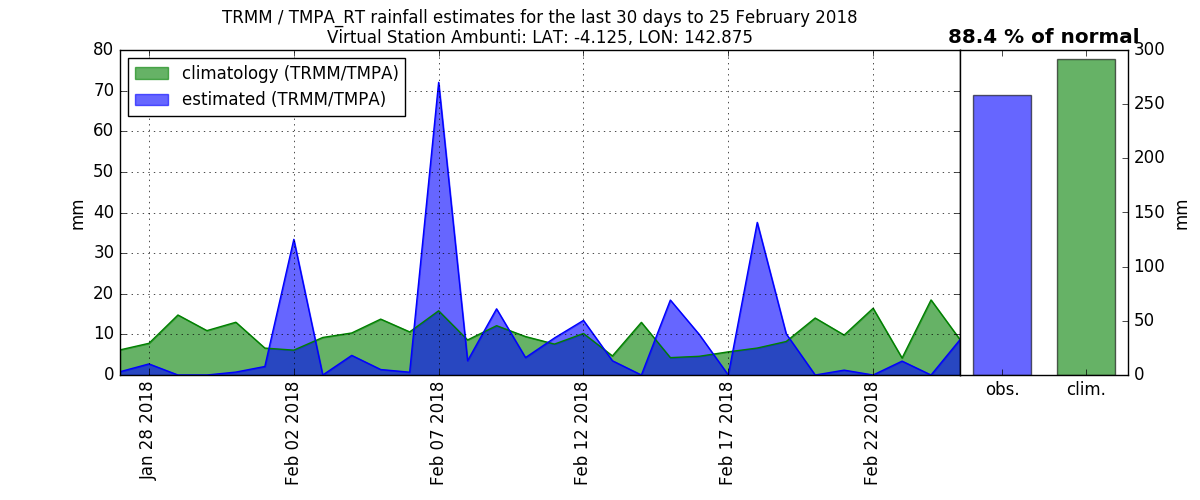 TRMM / TMPA_RT rainfall estimates for the last 30 days to 25 February 2018
Virtual Station Ambunti: LAT: -4.125, LON: 142.875
88.4 % of normal
climatology (TRMM/TMPA)
estimated (TRMM/TMPA)
80
70
60
50
40
30
20
10
0
mm
Jan 28 2018
Feb 02 2018
Feb 07 2018
Feb 12 2018
Feb 17 2018
Feb 22 2018
obs.
clim.
300
250
200
150
100
50
0
mm